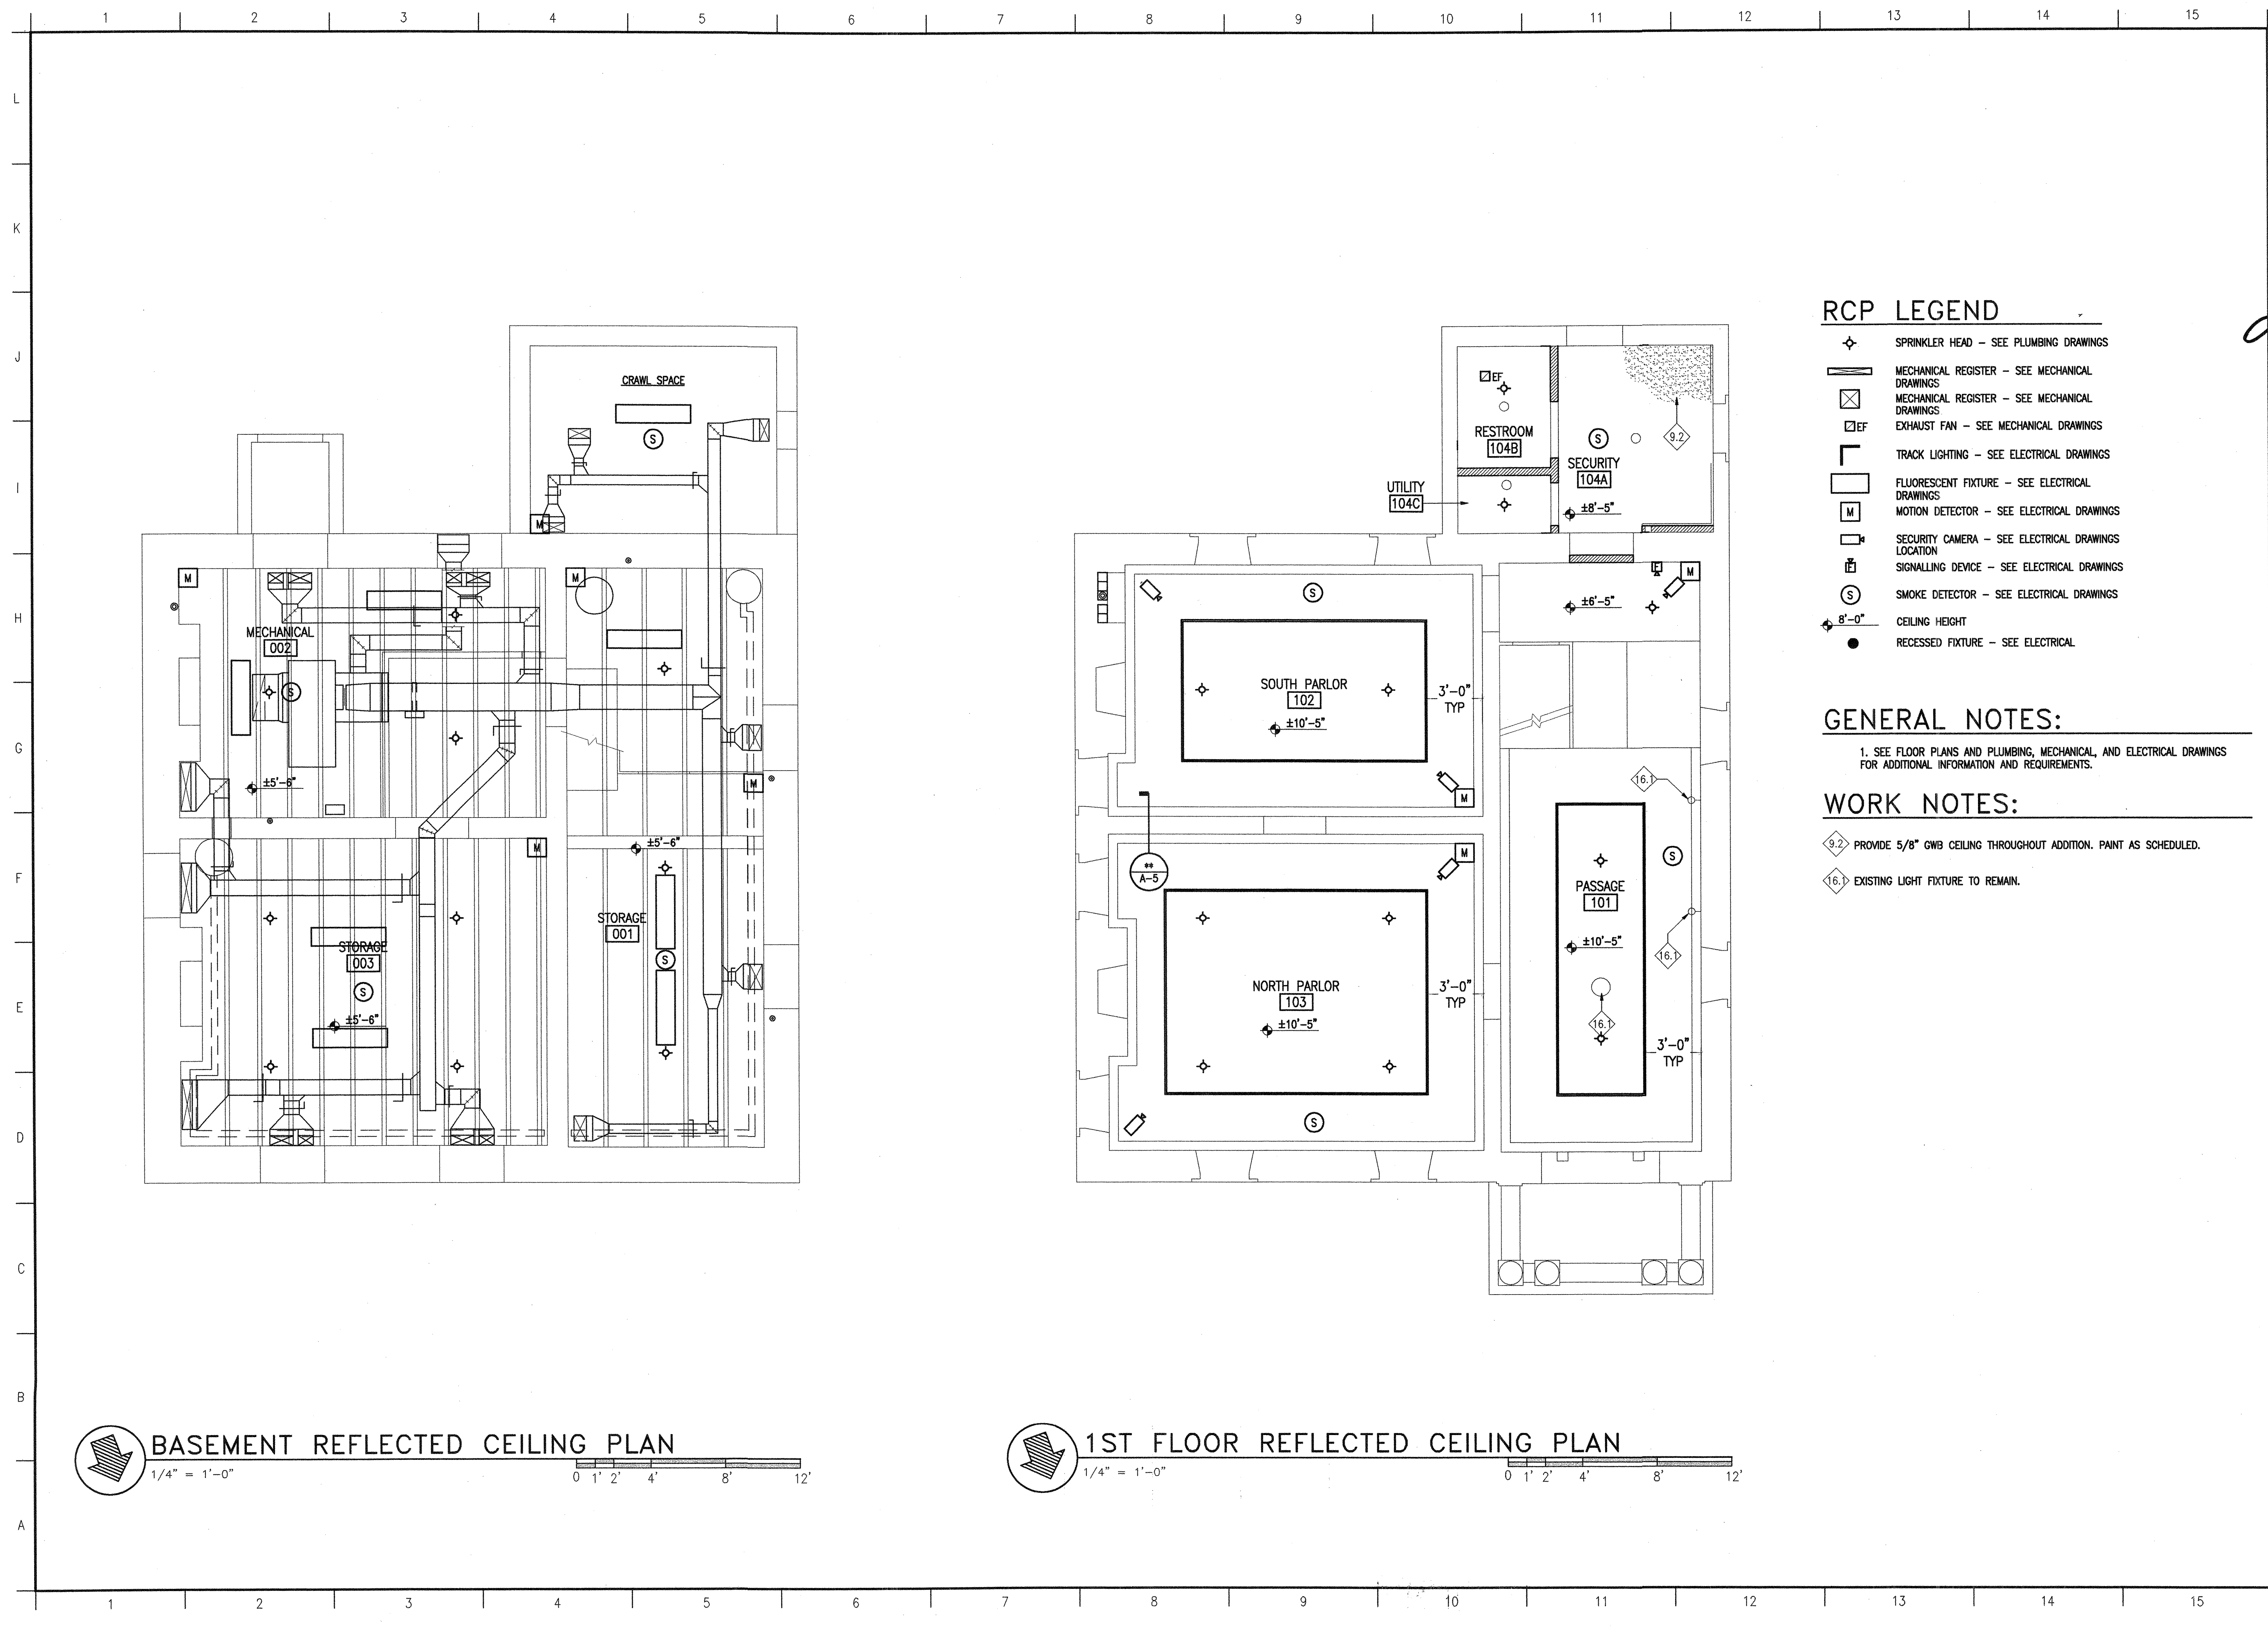 1 2 3 4 5 6 7 8 9 10 11 12 13 14 15
L
K
J
I
H
G
F
E
D
C
B
A
CRAWL SPACE
S
M
M
M
MECHANICAL
002
S
±5'-6"
M
M
±5'-6"
STORAGE
001
S
STORAGE
003
S
±5'-6"
BASEMENT REFLECTED CEILING PLAN
1/4" = 1'-0"
0 1' 2' 4' 8' 12'
EF
RESTROOM
104B
S
9.2
SECURITY
104A
UTILITY
104C
±8'-5"
F
M
±6'-5"
S
SOUTH PARLOR
102
±10'-5"
3'-0"
TYP
M
16.1
**
A-5
M
S
PASSAGE
101
±10'-5"
16.1
NORTH PARLOR
103
±10'-5"
3'-0"
TYP
16.1
3'-0"
TYP
S
1ST FLOOR REFLECTED CEILING PLAN
1/4" = 1'-0"
0 1' 2' 4' 8' 12'
RCP LEGEND
SPRINKLER HEAD – SEE PLUMBING DRAWINGS
MECHANICAL REGISTER – SEE MECHANICAL
DRAWINGS
MECHANICAL REGISTER – SEE MECHANICAL
DRAWINGS
EF EXHAUST FAN – SEE MECHANICAL DRAWINGS
TRACK LIGHTING – SEE ELECTRICAL DRAWINGS
FLUORESCENT FIXTURE – SEE ELECTRICAL
DRAWINGS
M MOTION DETECTOR – SEE ELECTRICAL DRAWINGS
SECURITY CAMERA – SEE ELECTRICAL DRAWINGS
LOCATION
F SIGNALLING DEVICE – SEE ELECTRICAL DRAWINGS
S SMOKE DETECTOR – SEE ELECTRICAL DRAWINGS
8'-0" CEILING HEIGHT
RECESSED FIXTURE – SEE ELECTRICAL
GENERAL NOTES:
1. SEE FLOOR PLANS AND PLUMBING, MECHANICAL, AND ELECTRICAL DRAWINGS
FOR ADDITIONAL INFORMATION AND REQUIREMENTS.
WORK NOTES:
9.2 PROVIDE 5/8" GWB CEILING THROUGHOUT ADDITION. PAINT AS SCHEDULED.
16.1 EXISTING LIGHT FIXTURE TO REMAIN.
1 2 3 4 5 6 7 8 9 10 11 12 13 14 15